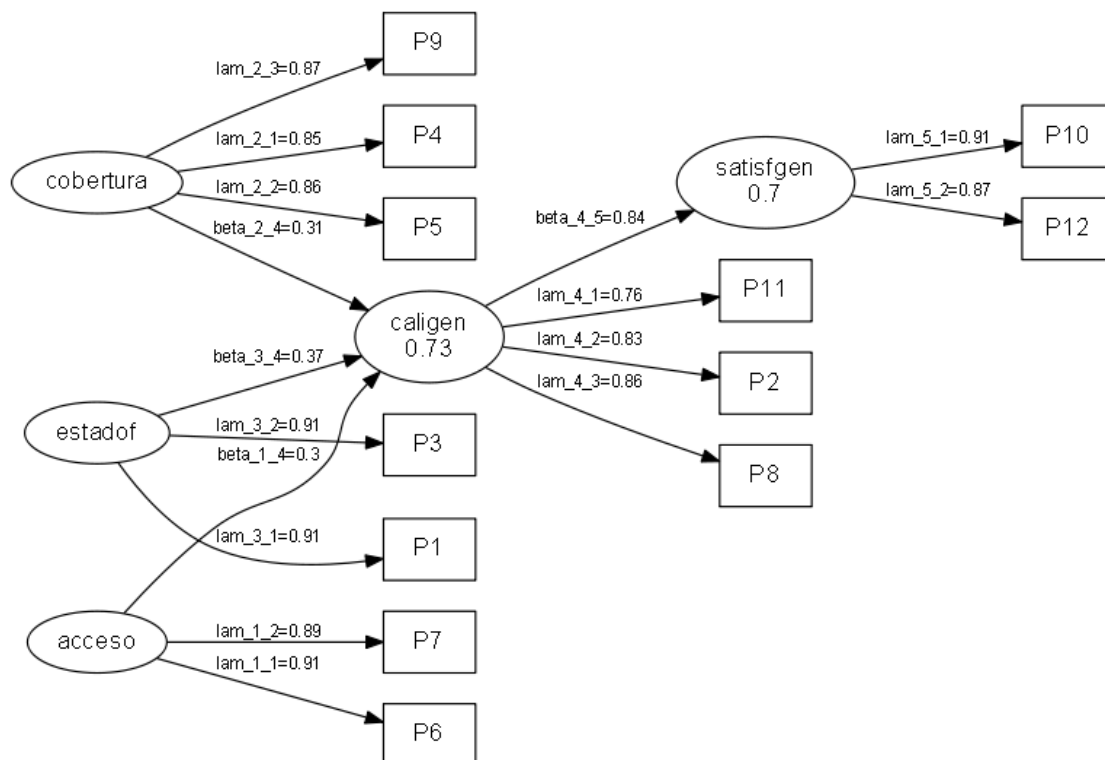 P9
lam_2_3=0.87
P4
lam_2_1=0.85
cobertura
lam_2_2=0.86
P5
beta_2_4=0.31
satisfgen
0.7
lam_5_1=0.91
P10
lam_5_2=0.87
P12
beta_4_5=0.84
caligen
0.73
lam_4_1=0.76
P11
lam_4_2=0.83
P2
lam_4_3=0.86
P8
beta_3_4=0.37
estadof
lam_3_2=0.91
P3
beta_1_4=0.3
lam_3_1=0.91
P1
acceso
lam_1_2=0.89
P7
lam_1_1=0.91
P6